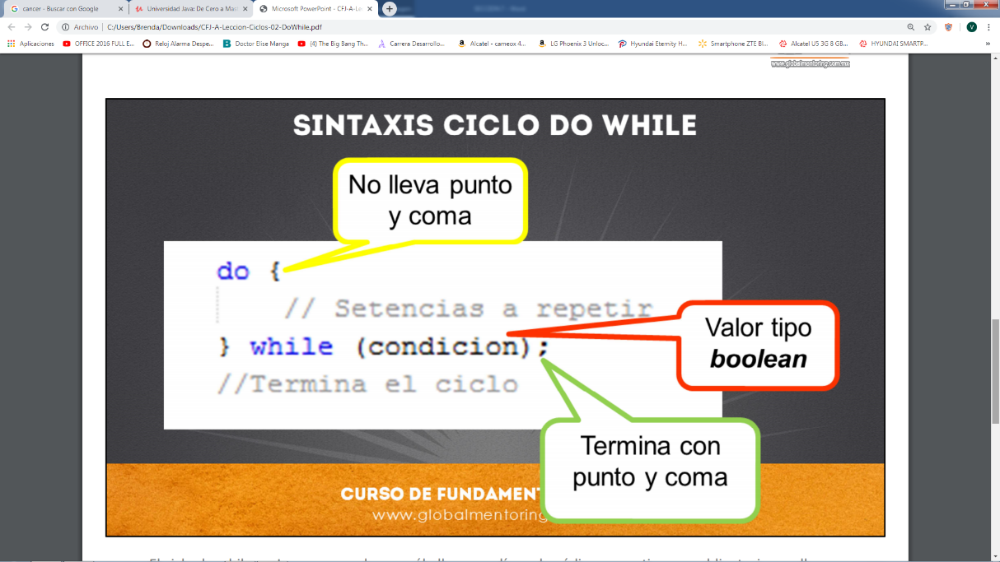 cancer - Buscar con Google
Universidad Java: De Cero a Mast
Microsoft PowerPoint - CFJ-A-Le
Archivo | C:/Users/Brenda/Downloads/CFJ-A-Leccion-Ciclos-02-DoWhile.pdf
V
Aplicaciones
OFFICE 2016 FULL E...
Reloj Alarma Despe...
Doctor Elise Manga
(4) The Big Bang Th...
Carrera Desarrollo...
Alcatel - cameox 4...
LG Phoenix 3 Unloc...
Hyundai Eternity H...
Smartphone ZTE Bl...
Alcatel U5 3G 8 GB...
HYUNDAI SMARTP...
»
www.globalmentoring.com.mx
SINTAXIS CICLO DO WHILE
No lleva punto
y coma
do {
// Setencias a repetir
} while (condicion);
//Termina el ciclo
Valor tipo
boolean
Termina con
punto y coma
CURSO DE FUNDAMEN
www.globalmentoring